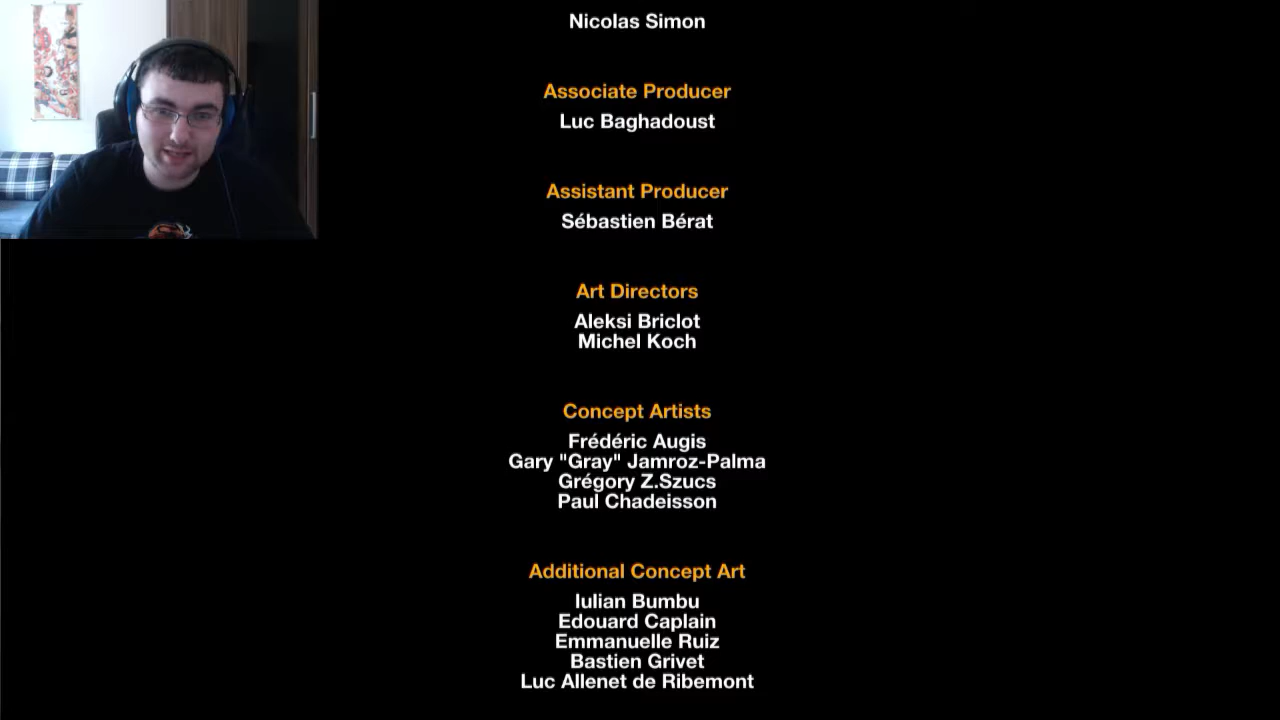 Nicolas Simon
Associate Producer
Luc Baghadoust
Assistant Producer
Sébastien Bérat
Art Directors
Aleksi Briclot
Michel Koch
Concept Artists
Frédéric Augis
Gary "Gray" Jamroz-Palma
Grégory Z.Szucs
Paul Chadeisson
Additional Concept Art
Iulian Bumbu
Edouard Caplain
Emmanuelle Ruiz
Bastien Grivet
Luc Allenet de Ribemont